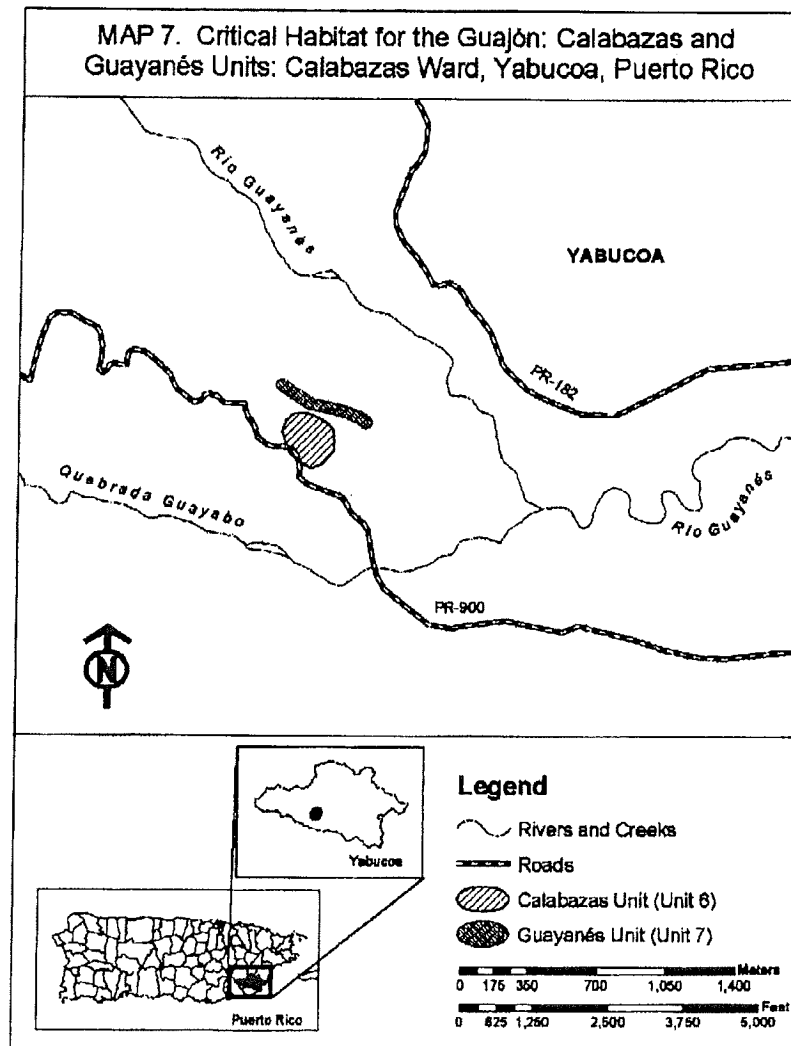 MAP 7. Critical Habitat for the Guajón: Calabazas and
Guayanés Units: Calabazas Ward, Yabucoa, Puerto Rico
Río Guayanés
YABUCOA
PR-182
Quebrada Guayabo
Río Guayanés
PR-900
N
Yabucoa
Puerto Rico
Legend
Rivers and Creeks
Roads
Calabazas Unit (Unit 6)
Guayanés Unit (Unit 7)
Meters
0 175 350 700 1,050 1,400
Feet
0 625 1,250 2,500 3,750 5,000